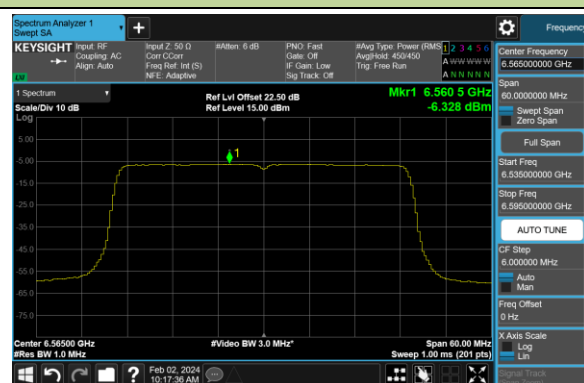 Spectrum Analyzer 1
Swept SA
Frequency
KEYSIGHT
Input: RF
Coupling: AC
Align: Auto
Input Z: 50 Ω
Corr CCorr
Freq Ref: Int (S)
NFE: Adaptive
#Atten: 6 dB
PNO: Fast
Gate: Off
IF Gain: Low
Sig Track: Off
#Avg Type: Power (RMS
Avg|Hold: 450/450
Trig: Free Run
1 2 3 4 5 6
A W W W W W
A N N N N N
LXI
1 Spectrum
Scale/Div 10 dB
Log
Ref Lvl Offset 22.50 dB
Ref Level 15.00 dBm
Mkr1 6.560 5 GHz
-6.328 dBm
1
5.00
-5.00
-15.0
-25.0
-35.0
-45.0
-55.0
-65.0
-75.0
Center 6.56500 GHz
#Res BW 1.0 MHz
#Video BW 3.0 MHz*
Span 60.00 MHz
Sweep 1.00 ms (201 pts)
Feb 02, 2024
10:17:36 AM
Center Frequency
6.565000000 GHz
Span
60.0000000 MHz
Swept Span
Zero Span
Full Span
Start Freq
6.535000000 GHz
Stop Freq
6.595000000 GHz
AUTO TUNE
CF Step
6.000000 MHz
Auto
Man
Freq Offset
0 Hz
X Axis Scale
Log
Lin
Signal Track